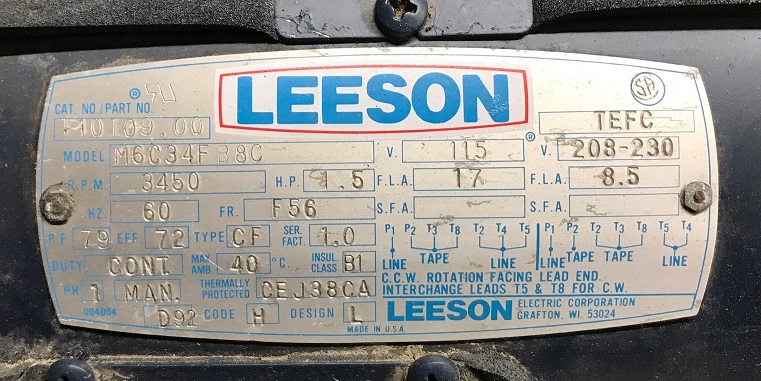 ® LEESON ®
CAT. NO./PART NO. TEFC
110109.00
MODEL M6C34FB8C V. 115 V. 208-230
R.P.M. 3450 H.P. 1.5 F.L.A. 17 F.L.A. 8.5
HZ 60 FR. F56 S.F.A. S.F.A.
P.F 79 EFF 72 TYPE CF SER. FACT. 1.0 P1 P2 T3 T8 T2 T4 T5 P1 P2 T2 T3 T8 T5 T4
LINE TAPE LINE LINE TAPE TAPE LINE
DUTY CONT. MAX AMB 40 °C INSUL CLASS B1
C.C.W. ROTATION FACING LEAD END.
PH 1 MAN. THERMALLY PROTECTED CEJ38CA INTERCHANGE LEADS T5 & T8 FOR C.W.
004004 D92 CODE H DESIGN L LEESON ELECTRIC CORPORATION
GRAFTON, WI. 53024
MADE IN U.S.A.